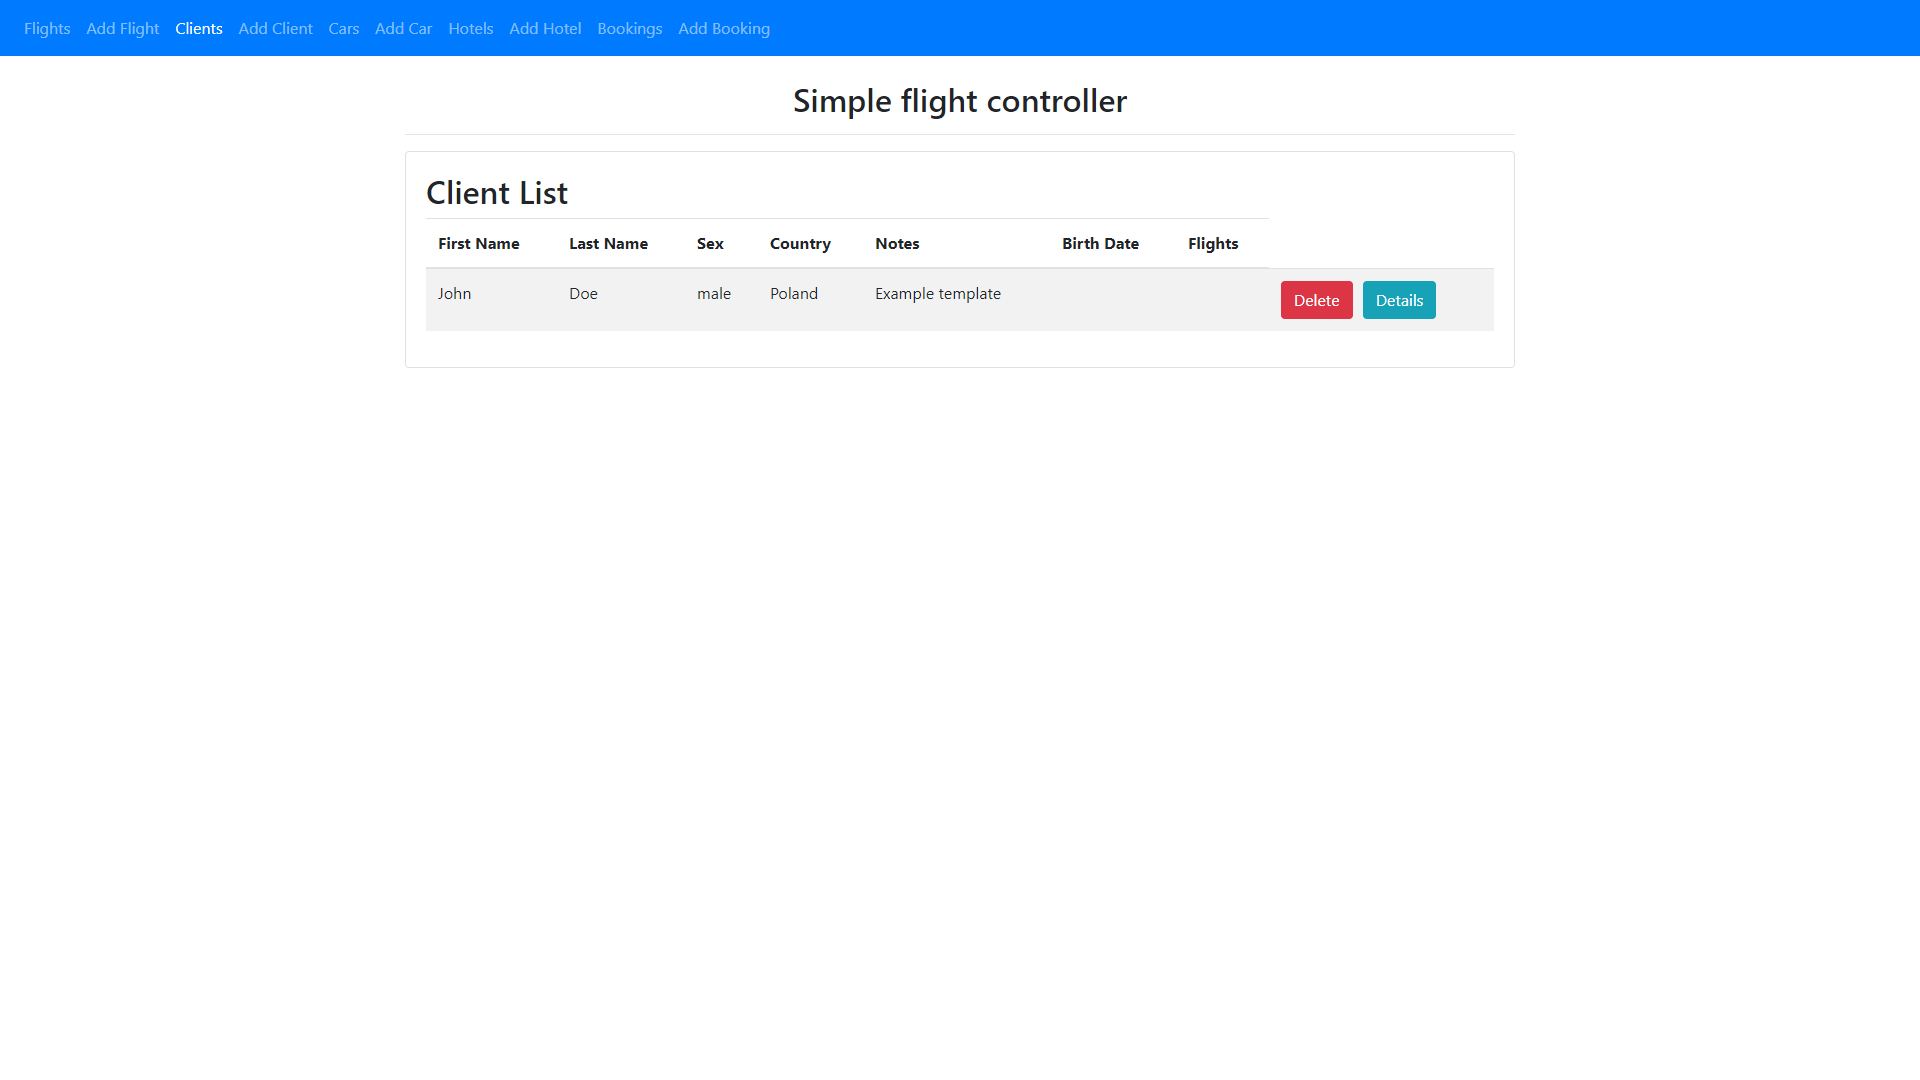 Flights Add Flight Clients Add Client Cars Add Car Hotels Add Hotel Bookings Add Booking
Simple flight controller
Client List
First Name Last Name Sex Country Notes Birth Date Flights
John Doe male Poland Example template Delete Details